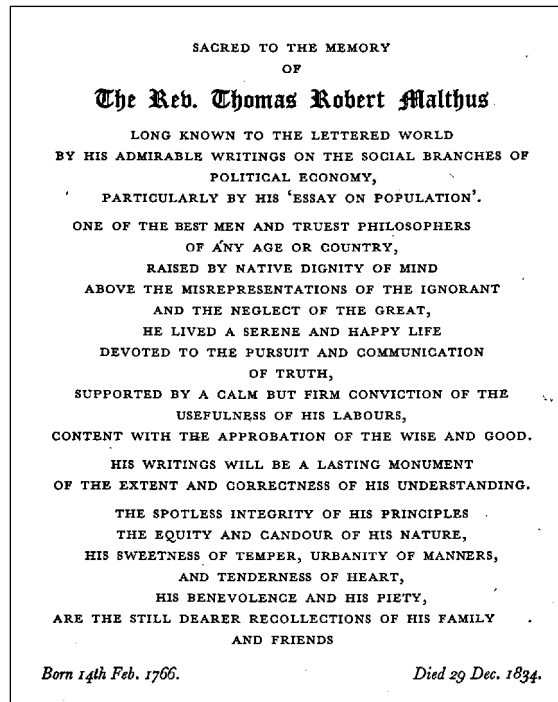 SACRED TO THE MEMORY
OF
The Rev. Thomas Robert Malthus
LONG KNOWN TO THE LETTERED WORLD
BY HIS ADMIRABLE WRITINGS ON THE SOCIAL BRANCHES OF
POLITICAL ECONOMY,
PARTICULARLY BY HIS 'ESSAY ON POPULATION'.
ONE OF THE BEST MEN AND TRUEST PHILOSOPHERS
OF ANY AGE OR COUNTRY,
RAISED BY NATIVE DIGNITY OF MIND
ABOVE THE MISREPRESENTATIONS OF THE IGNORANT
AND THE NEGLECT OF THE GREAT,
HE LIVED A SERENE AND HAPPY LIFE
DEVOTED TO THE PURSUIT AND COMMUNICATION
OF TRUTH,
SUPPORTED BY A CALM BUT FIRM CONVICTION OF THE
USEFULNESS OF HIS LABOURS,
CONTENT WITH THE APPROBATION OF THE WISE AND GOOD.
HIS WRITINGS WILL BE A LASTING MONUMENT
OF THE EXTENT AND CORRECTNESS OF HIS UNDERSTANDING.
THE SPOTLESS INTEGRITY OF HIS PRINCIPLES
THE EQUITY AND CANDOUR OF HIS NATURE,
HIS SWEETNESS OF TEMPER, URBANITY OF MANNERS,
AND TENDERNESS OF HEART,
HIS BENEVOLENCE AND HIS PIETY,
ARE THE STILL DEARER RECOLLECTIONS OF HIS FAMILY
AND FRIENDS
Born 14th Feb. 1766. Died 29 Dec. 1834.